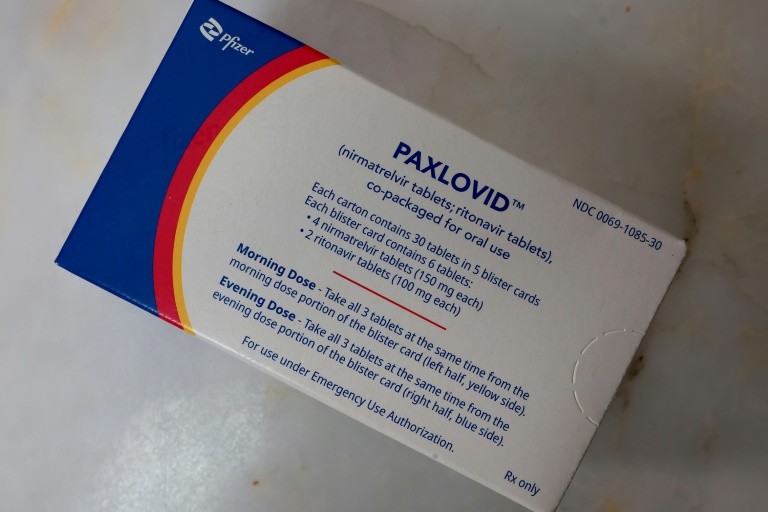 Pfizer
PAXLOVID™
(nirmatrelvir tablets; ritonavir tablets),
co-packaged for oral use
NDC 0069-1085-30
Each carton contains 30 tablets in 5 blister cards
Each blister card contains 6 tablets:
• 4 nirmatrelvir tablets (150 mg each)
• 2 ritonavir tablets (100 mg each)
Morning Dose - Take all 3 tablets at the same time from the
morning dose portion of the blister card (left half, yellow side).
Evening Dose - Take all 3 tablets at the same time from the
evening dose portion of the blister card (right half, blue side).
For use under Emergency Use Authorization.
Rx only